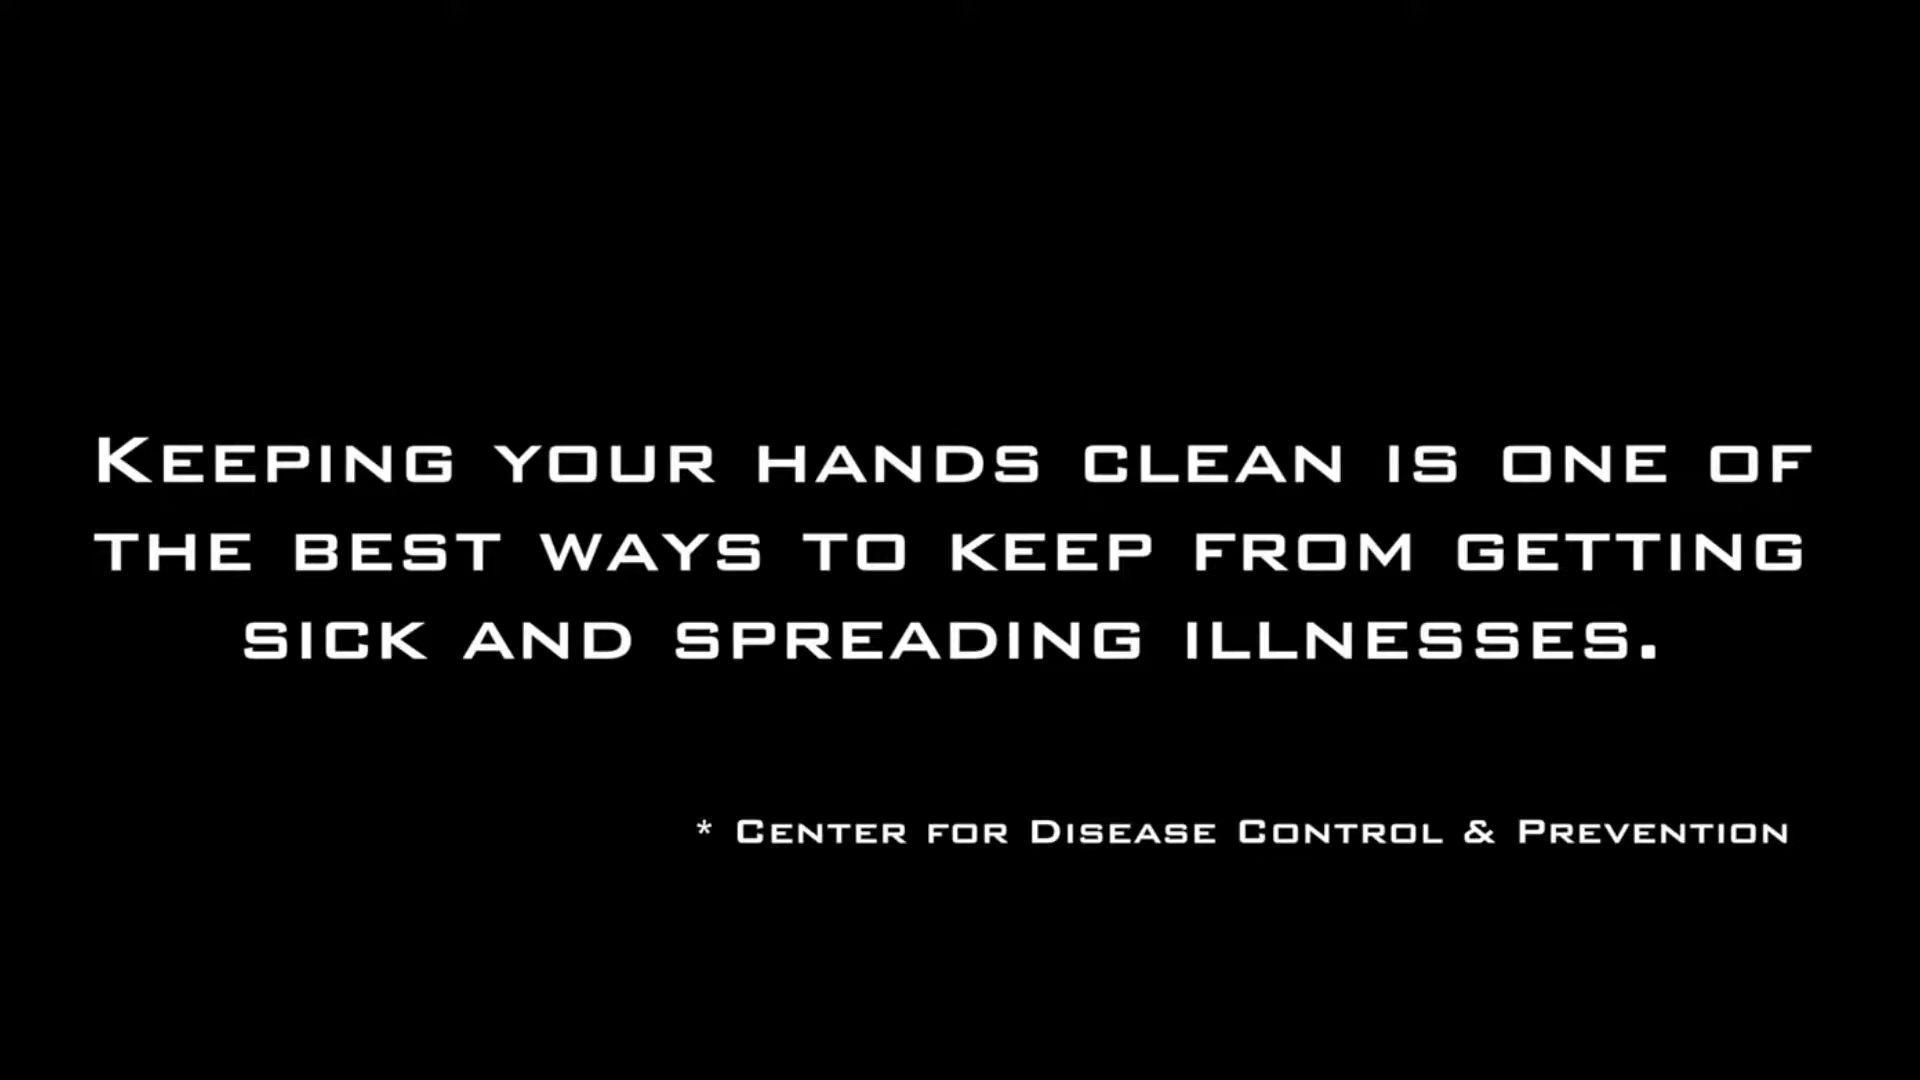 Keeping your hands clean is one of
the best ways to keep from getting
sick and spreading illnesses.
* Center for Disease Control & Prevention